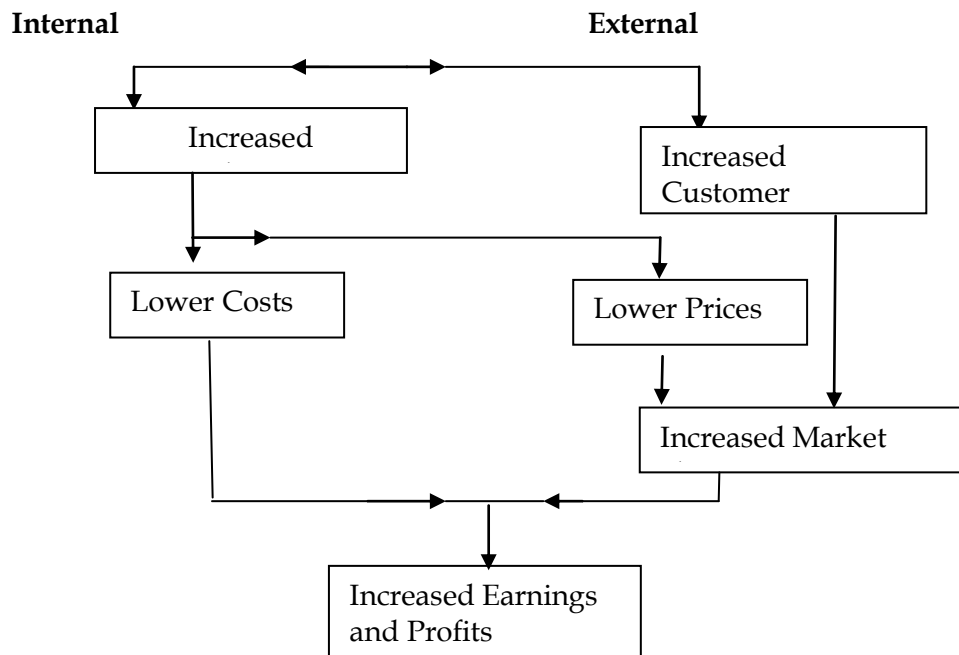 Internal
External
Increased
Increased
Customer
Lower Costs
Lower Prices
Increased Market
Increased Earnings
and Profits